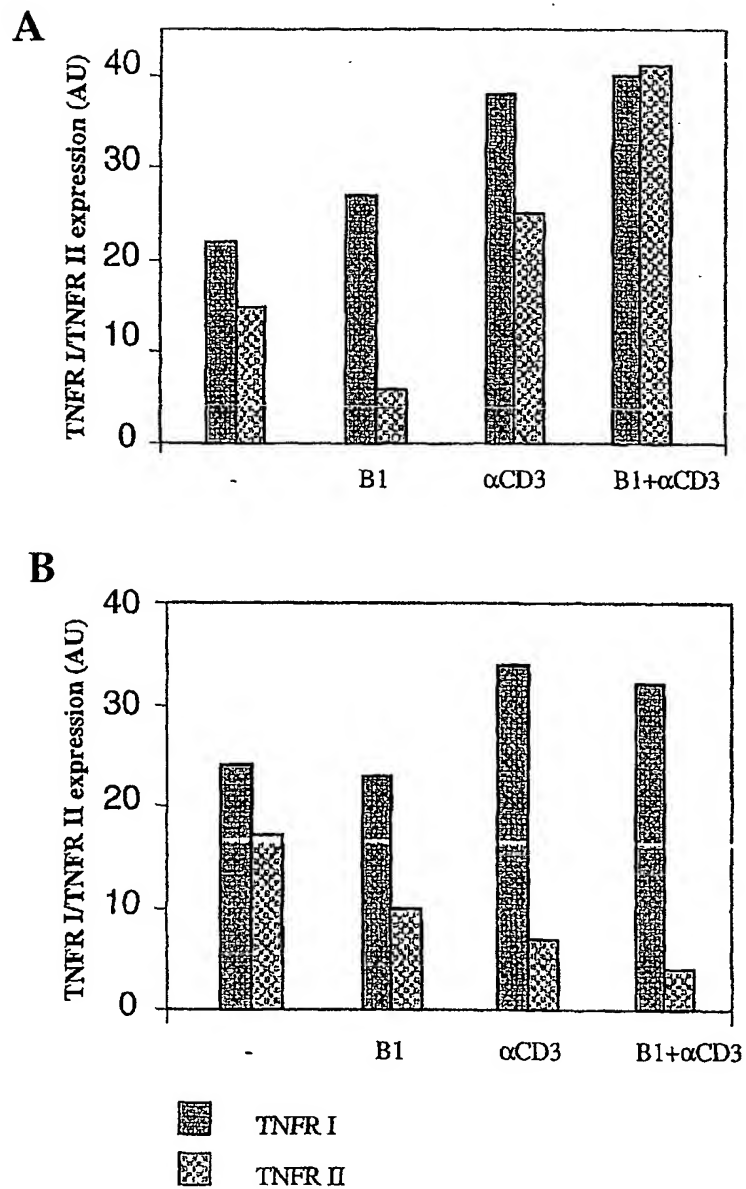 A
TNFR I/TNFR II expression (AU)
40
30
20
10
0
-
B1
αCD3
B1+αCD3
B
TNFR I/TNFR II expression (AU)
40
30
20
10
0
-
B1
αCD3
B1+αCD3
TNFR I
TNFR II